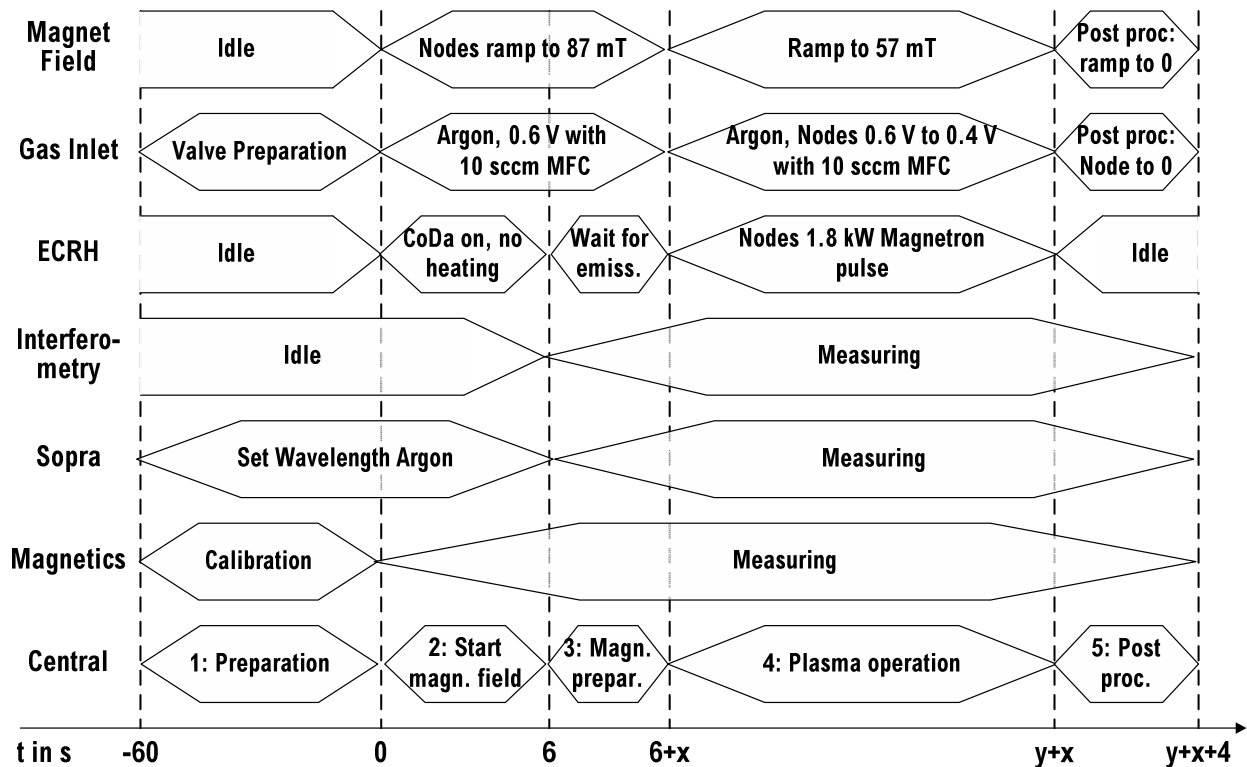 Magnet
Field
Idle
Nodes ramp to 87 mT
Ramp to 57 mT
Post proc:
ramp to 0
Gas Inlet
Valve Preparation
Argon, 0.6 V with
10 sccm MFC
Argon, Nodes 0.6 V to 0.4 V
with 10 sccm MFC
Post proc:
Node to 0
ECRH
Idle
CoDa on, no
heating
Wait for
emiss.
Nodes 1.8 kW Magnetron
pulse
Idle
Interfero-
metry
Idle
Measuring
Sopra
Set Wavelength Argon
Measuring
Magnetics
Calibration
Measuring
Central
1: Preparation
2: Start
magn. field
3: Magn.
prepar.
4: Plasma operation
5: Post
proc.
t in s
-60
0
6
6+x
y+x
y+x+4